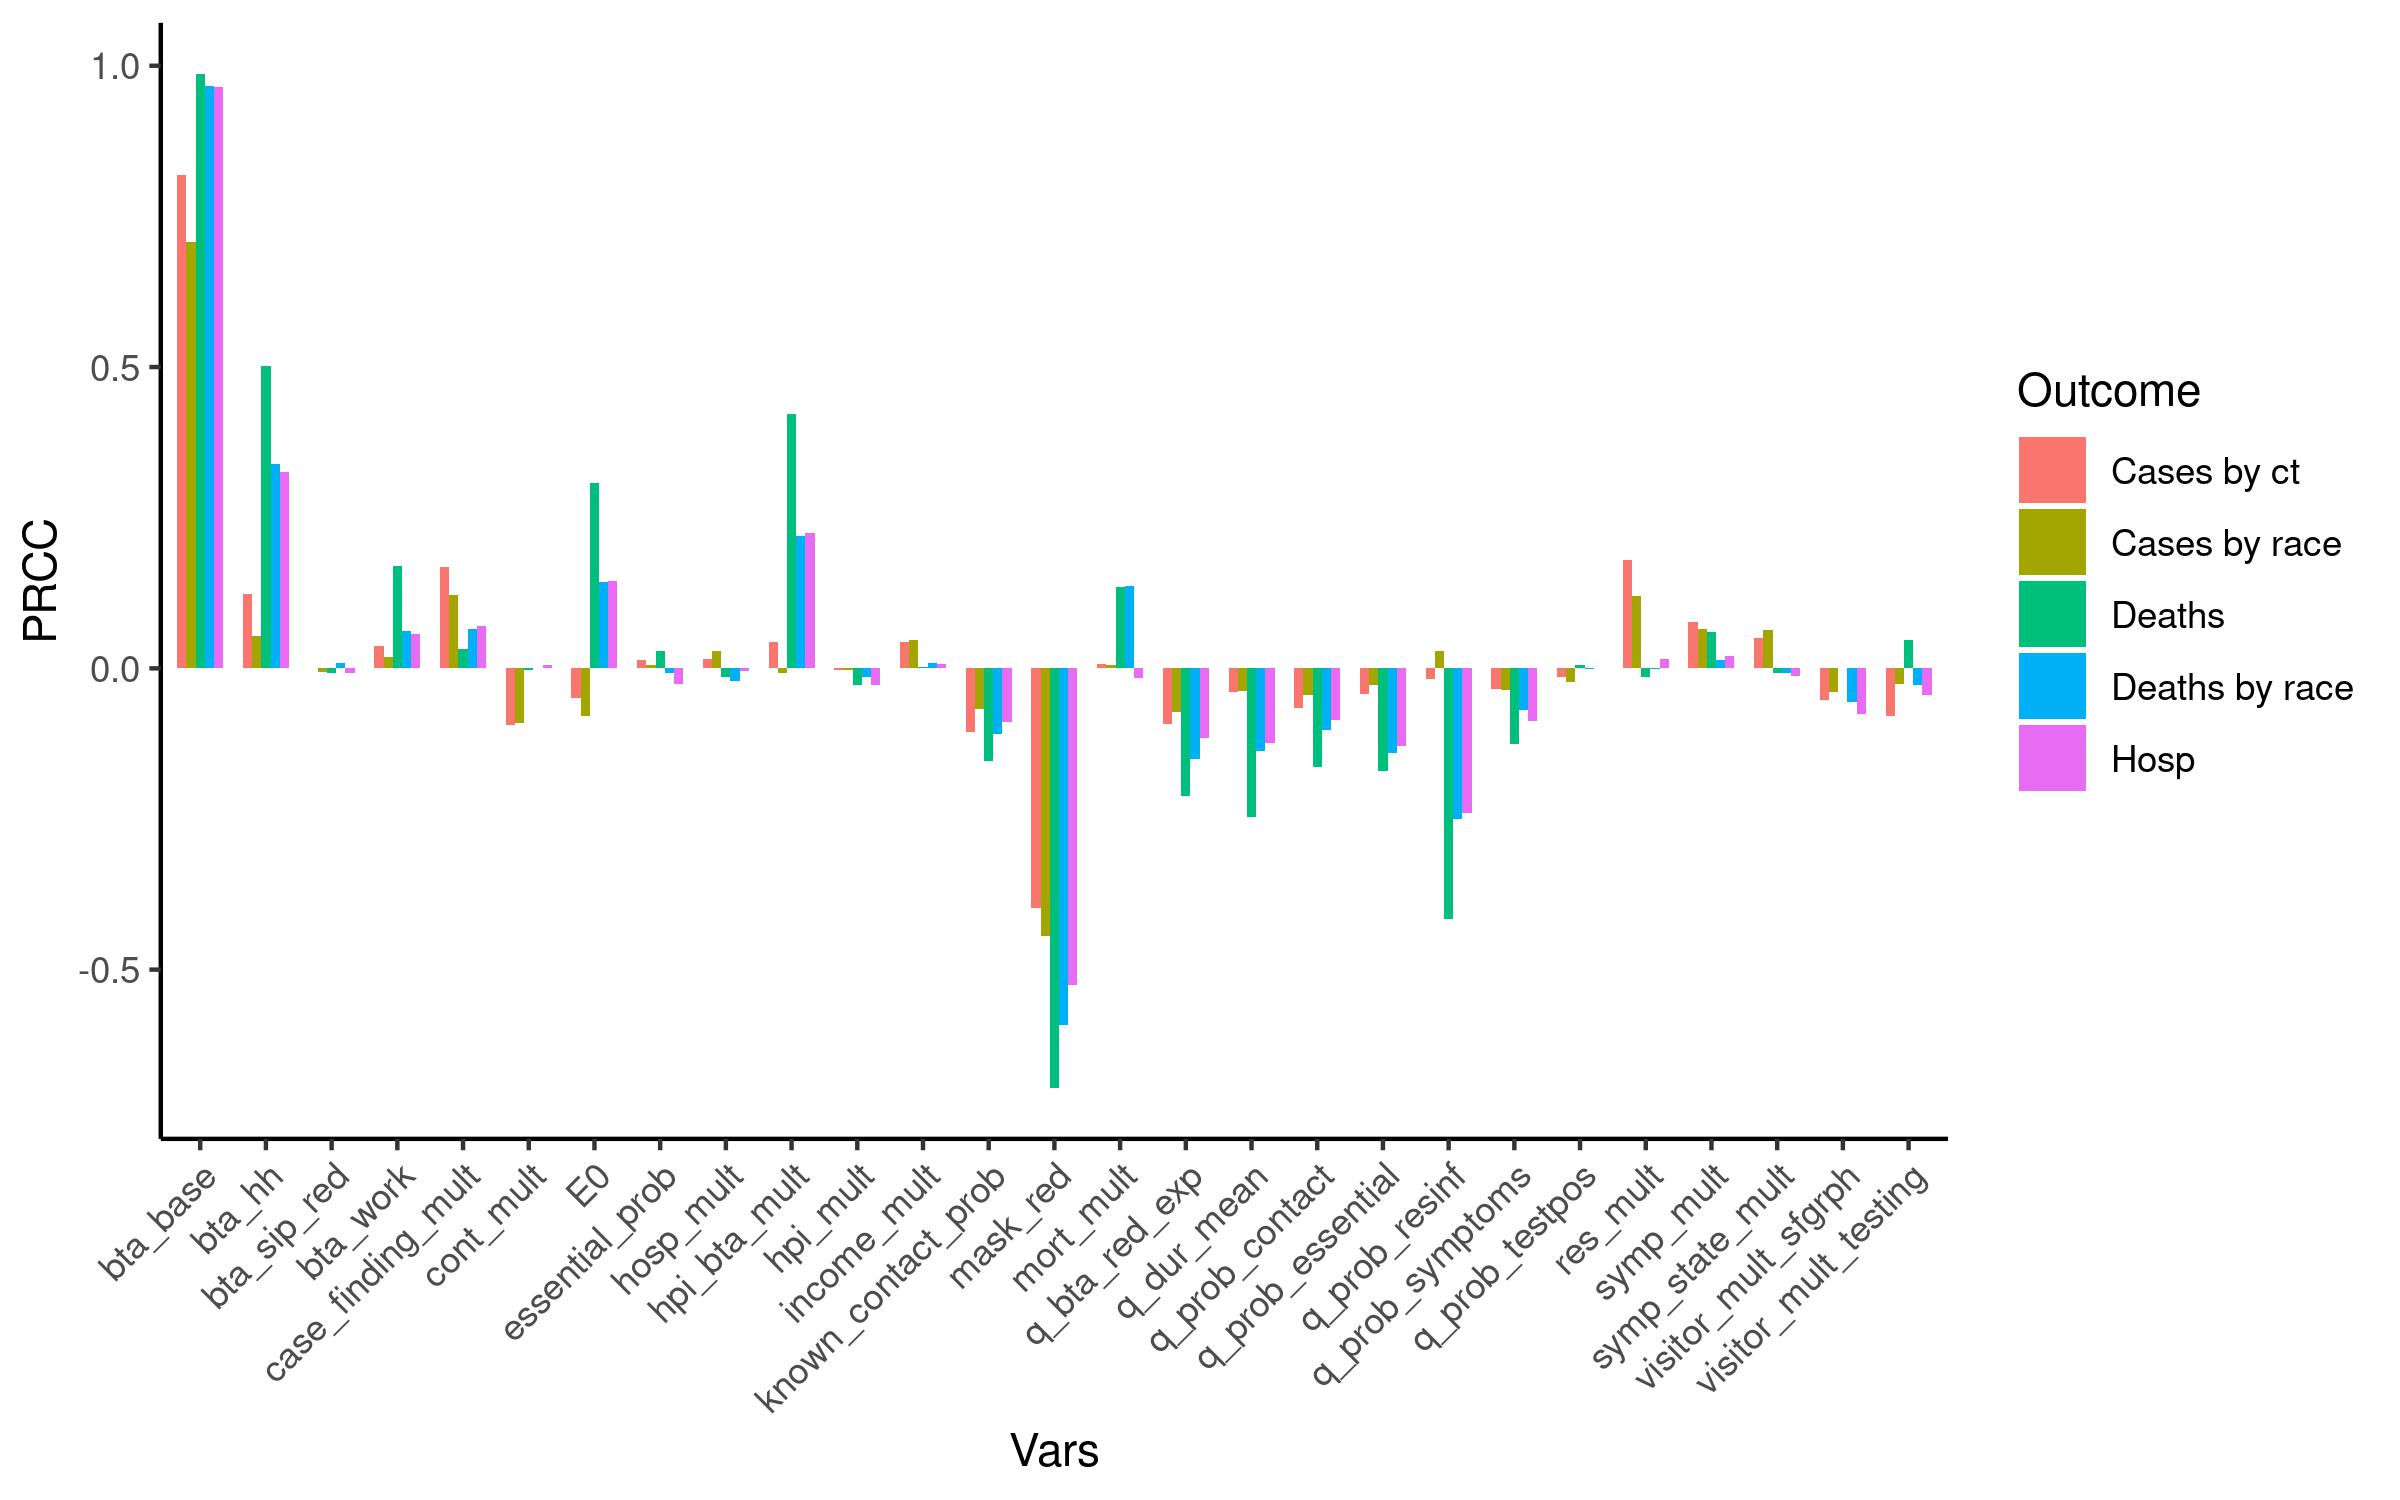 PRCC
1.0
0.5
0.0
-0.5
bta_base
bta_hh
bta_sip_red
bta_work
case_finding_mult
cont_mult
E0
essential_prob
hosp_mult
hpi_bta_mult
hpi_mult
income_mult
known_contact_prob
mask_red
mort_mult
q_bta_red_exp
q_dur_mean
q_prob_contact
q_prob_essential
q_prob_resinf
q_prob_symptoms
q_prob_testpos
res_mult
symp_mult
symp_state_mult
visitor_mult_sfgrph
visitor_mult_testing
Vars
Outcome
Cases by ct
Cases by race
Deaths
Deaths by race
Hosp